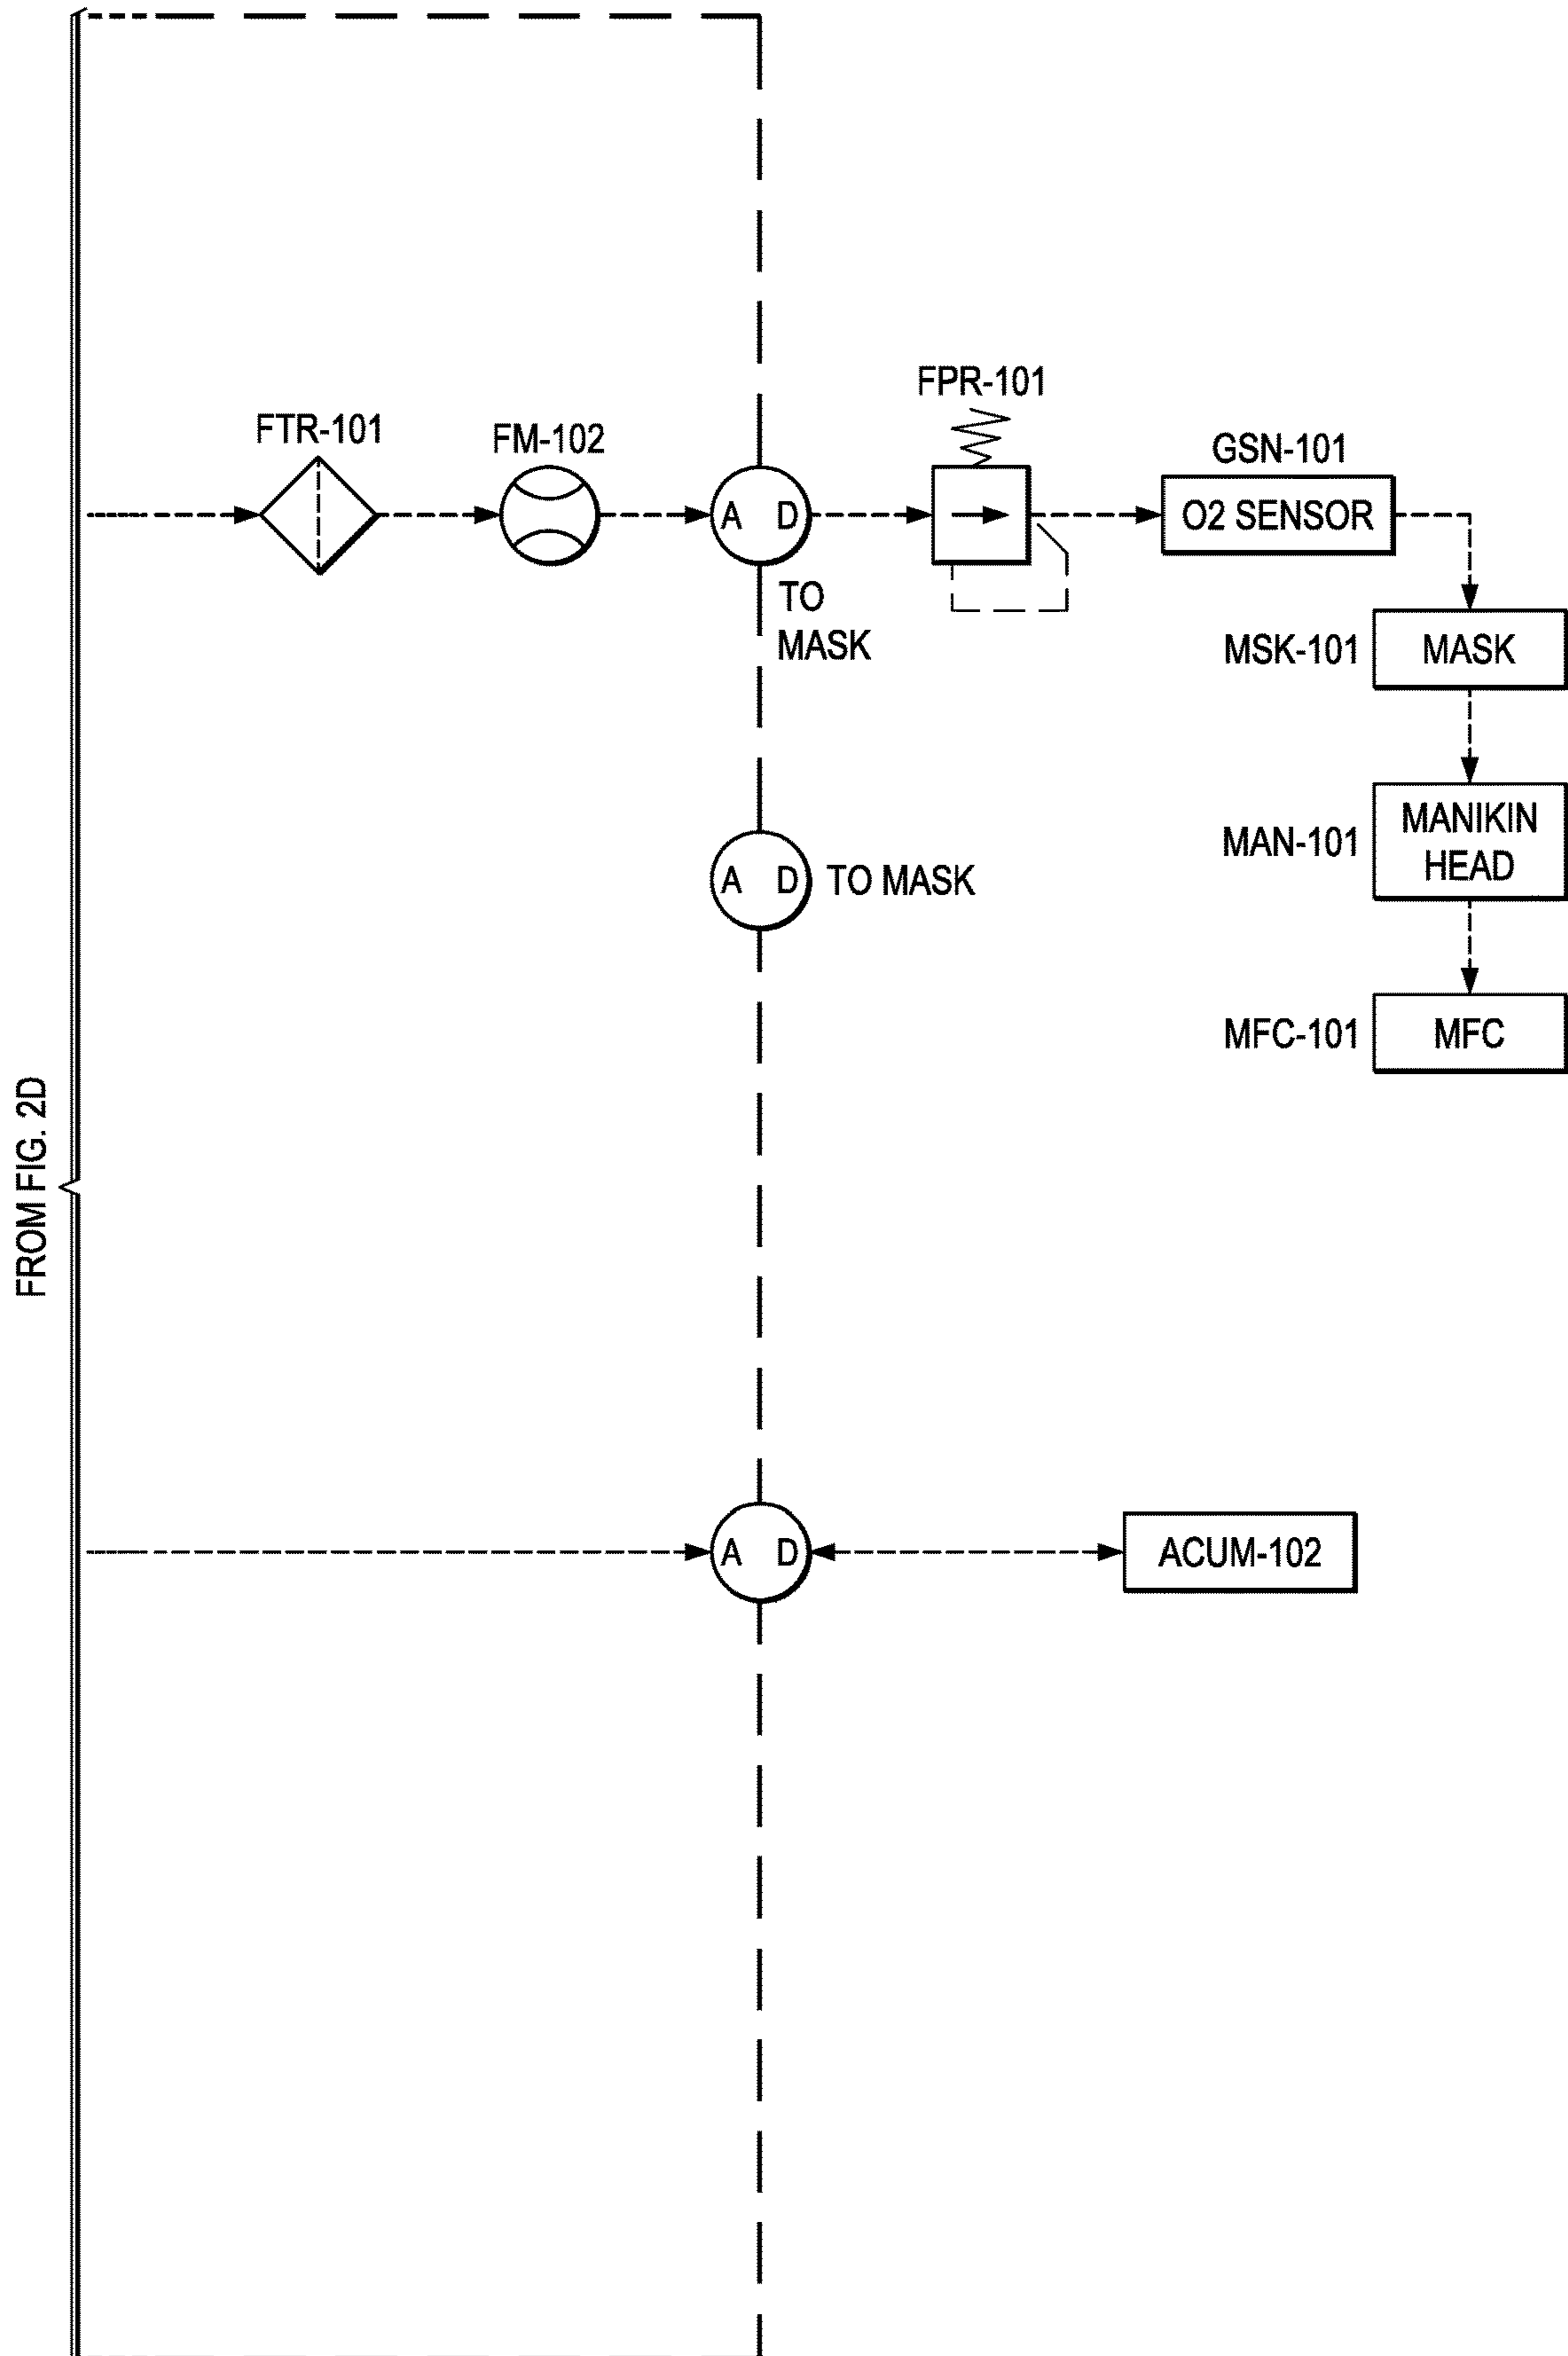 FPR-101
FTR-101
FM-102
GSN-101
A D
O2 SENSOR
TO
MASK
MSK-101
MASK
MAN-101
MANIKIN
HEAD
A D
TO MASK
MFC-101
MFC
FROM FIG. 2D
A D
ACUM-102